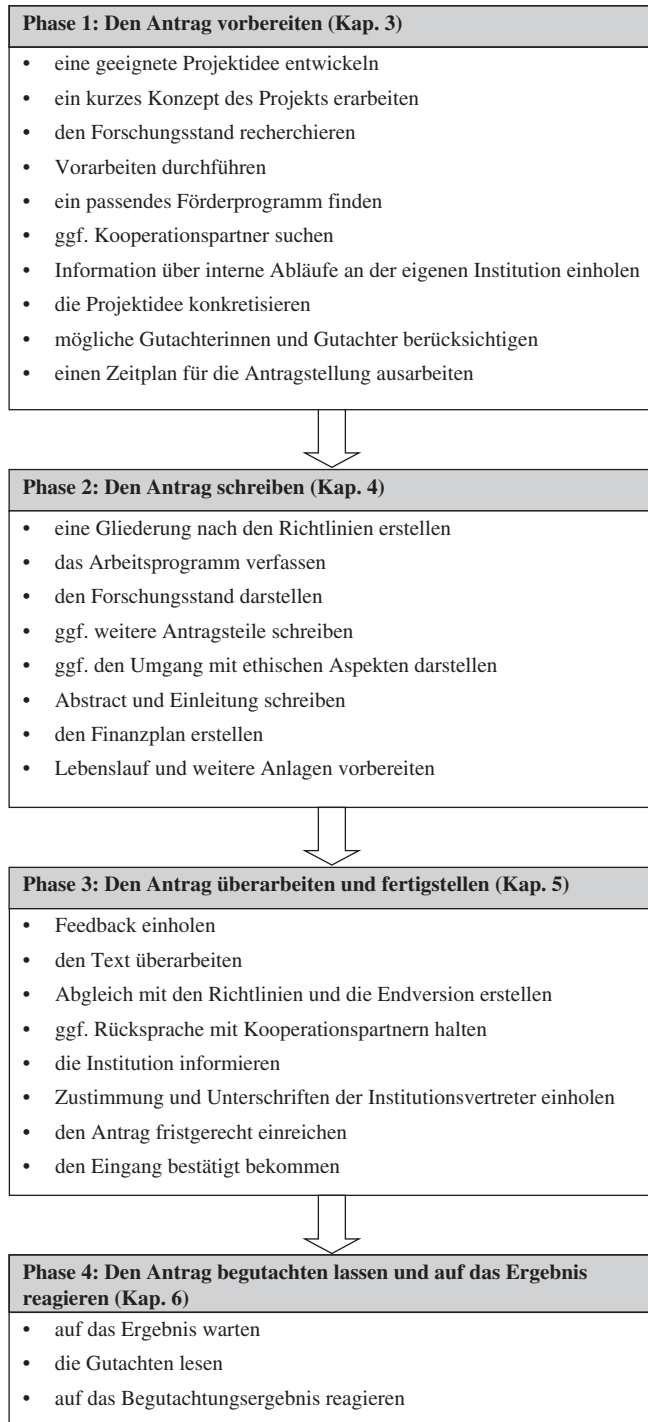 Phase 1: Den Antrag vorbereiten (Kap. 3)
• eine geeignete Projektidee entwickeln
• ein kurzes Konzept des Projekts erarbeiten
• den Forschungsstand recherchieren
• Vorarbeiten durchführen
• ein passendes Förderprogramm finden
• ggf. Kooperationspartner suchen
• Information über interne Abläufe an der eigenen Institution einholen
• die Projektidee konkretisieren
• mögliche Gutachterinnen und Gutachter berücksichtigen
• einen Zeitplan für die Antragstellung ausarbeiten
Phase 2: Den Antrag schreiben (Kap. 4)
• eine Gliederung nach den Richtlinien erstellen
• das Arbeitsprogramm verfassen
• den Forschungsstand darstellen
• ggf. weitere Antragsteile schreiben
• ggf. den Umgang mit ethischen Aspekten darstellen
• Abstract und Einleitung schreiben
• den Finanzplan erstellen
• Lebenslauf und weitere Anlagen vorbereiten
Phase 3: Den Antrag überarbeiten und fertigstellen (Kap. 5)
• Feedback einholen
• den Text überarbeiten
• Abgleich mit den Richtlinien und die Endversion erstellen
• ggf. Rücksprache mit Kooperationspartnern halten
• die Institution informieren
• Zustimmung und Unterschriften der Institutionsvertreter einholen
• den Antrag fristgerecht einreichen
• den Eingang bestätigt bekommen
Phase 4: Den Antrag begutachten lassen und auf das Ergebnis
reagieren (Kap. 6)
• auf das Ergebnis warten
• die Gutachten lesen
• auf das Begutachtungsergebnis reagieren